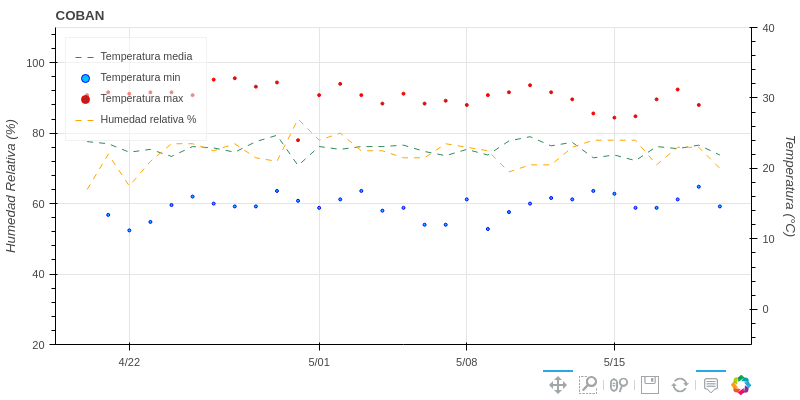 COBAN
Temperatura media
Temperatura min
Temperatura max
Humedad relativa %
Humedad Relativa (%)
100
80
60
40
20
Temperatura (°C)
40
30
20
10
0
4/22
5/01
5/08
5/15